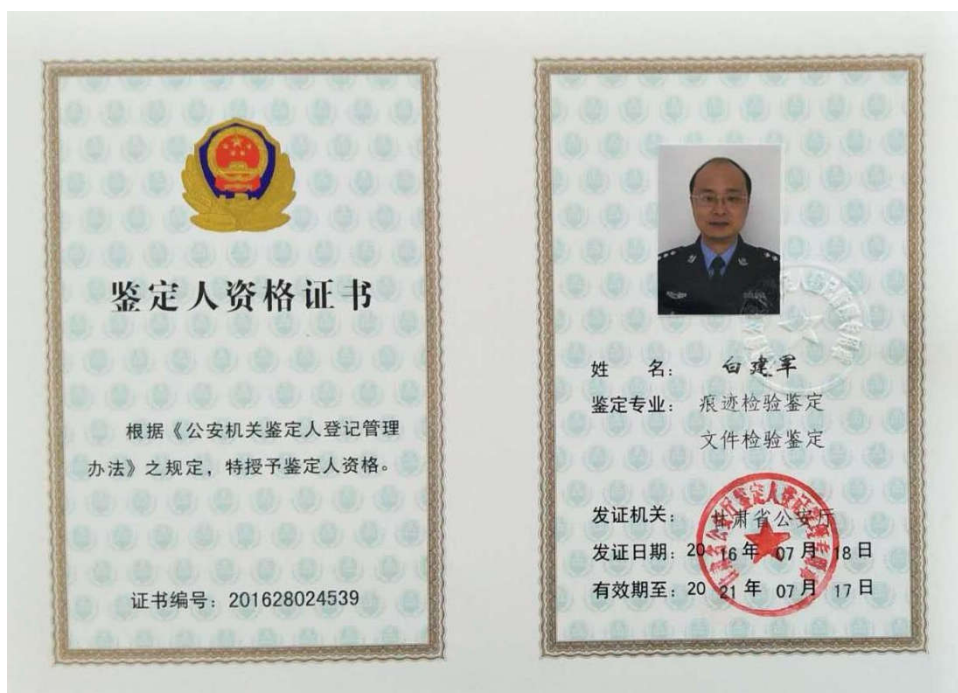 鉴定人资格证书
根据《公安机关鉴定人登记管理
办法》之规定,特授予鉴定人资格。
证书编号:201628024539
姓 名: 白建军
鉴定专业: 痕迹检验鉴定
文件检验鉴定
发证机关: 甘肃省公安厅
发证日期:2016年07月18日
有效期至:2021年07月17日